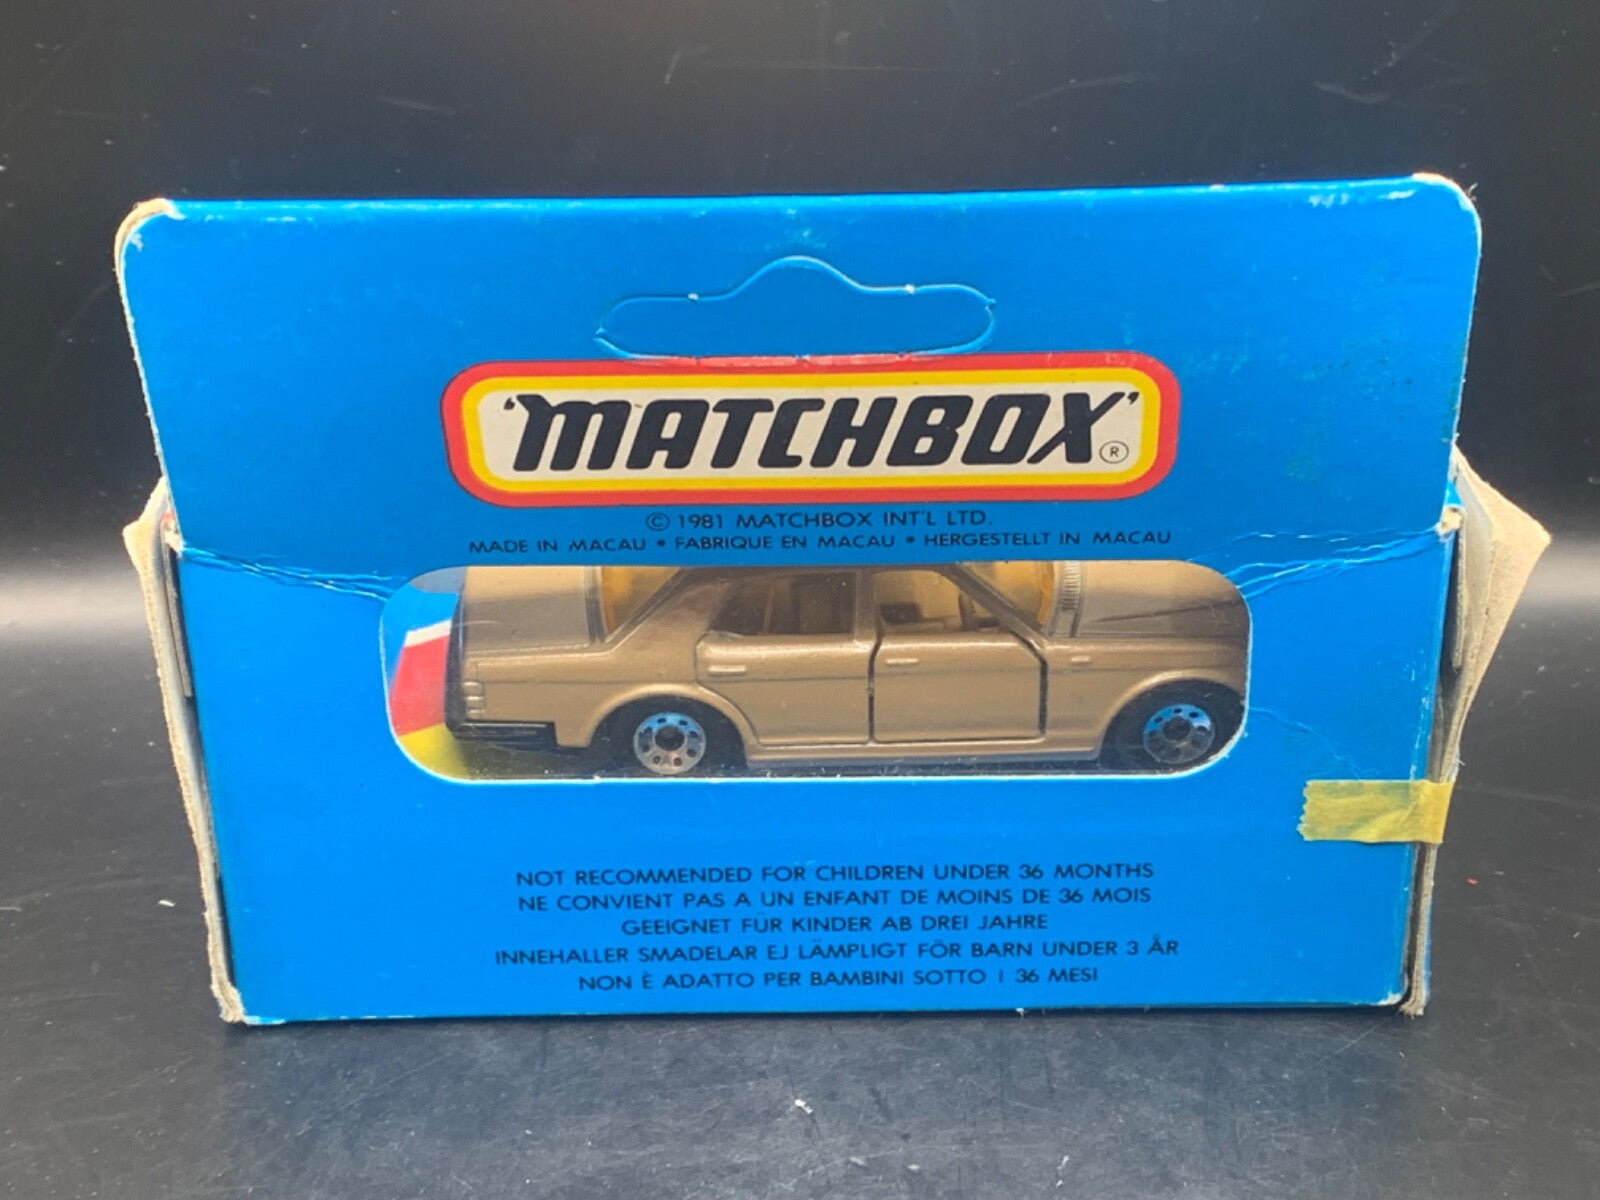 'MATCHBOX'®
© 1981 MATCHBOX INT'L LTD.
MADE IN MACAU • FABRIQUE EN MACAU • HERGESTELLT IN MACAU
NOT RECOMMENDED FOR CHILDREN UNDER 36 MONTHS
NE CONVIENT PAS A UN ENFANT DE MOINS DE 36 MOIS
GEEIGNET FÜR KINDER AB DREI JAHRE
INNEHALLER SMADELAR EJ LÄMPLIGT FÖR BARN UNDER 3 ÅR
NON È ADATTO PER BAMBINI SOTTO I 36 MESI